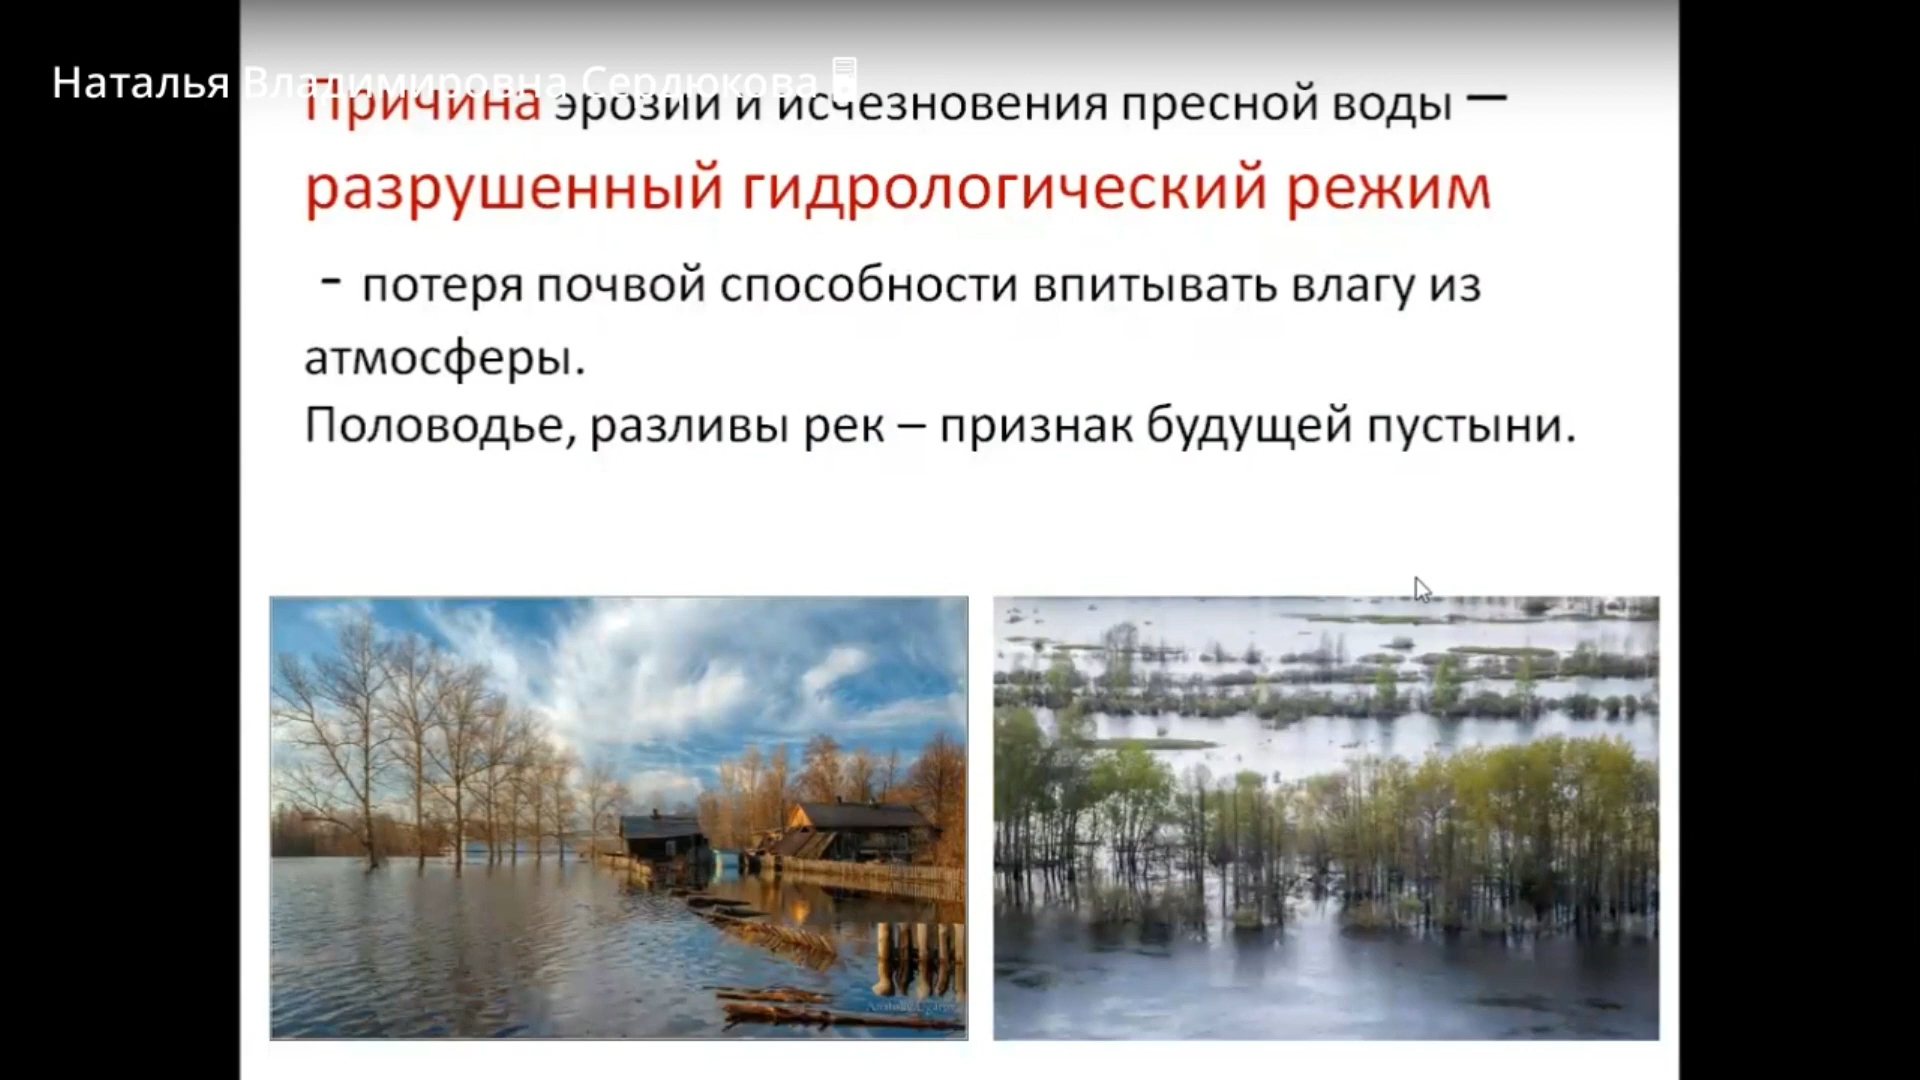 Наталья Владимировна Сердюкова
Причина эрозии и исчезновения пресной воды –
разрушенный гидрологический режим
- потеря почвой способности впитывать влагу из
атмосферы.
Половодье, разливы рек – признак будущей пустыни.